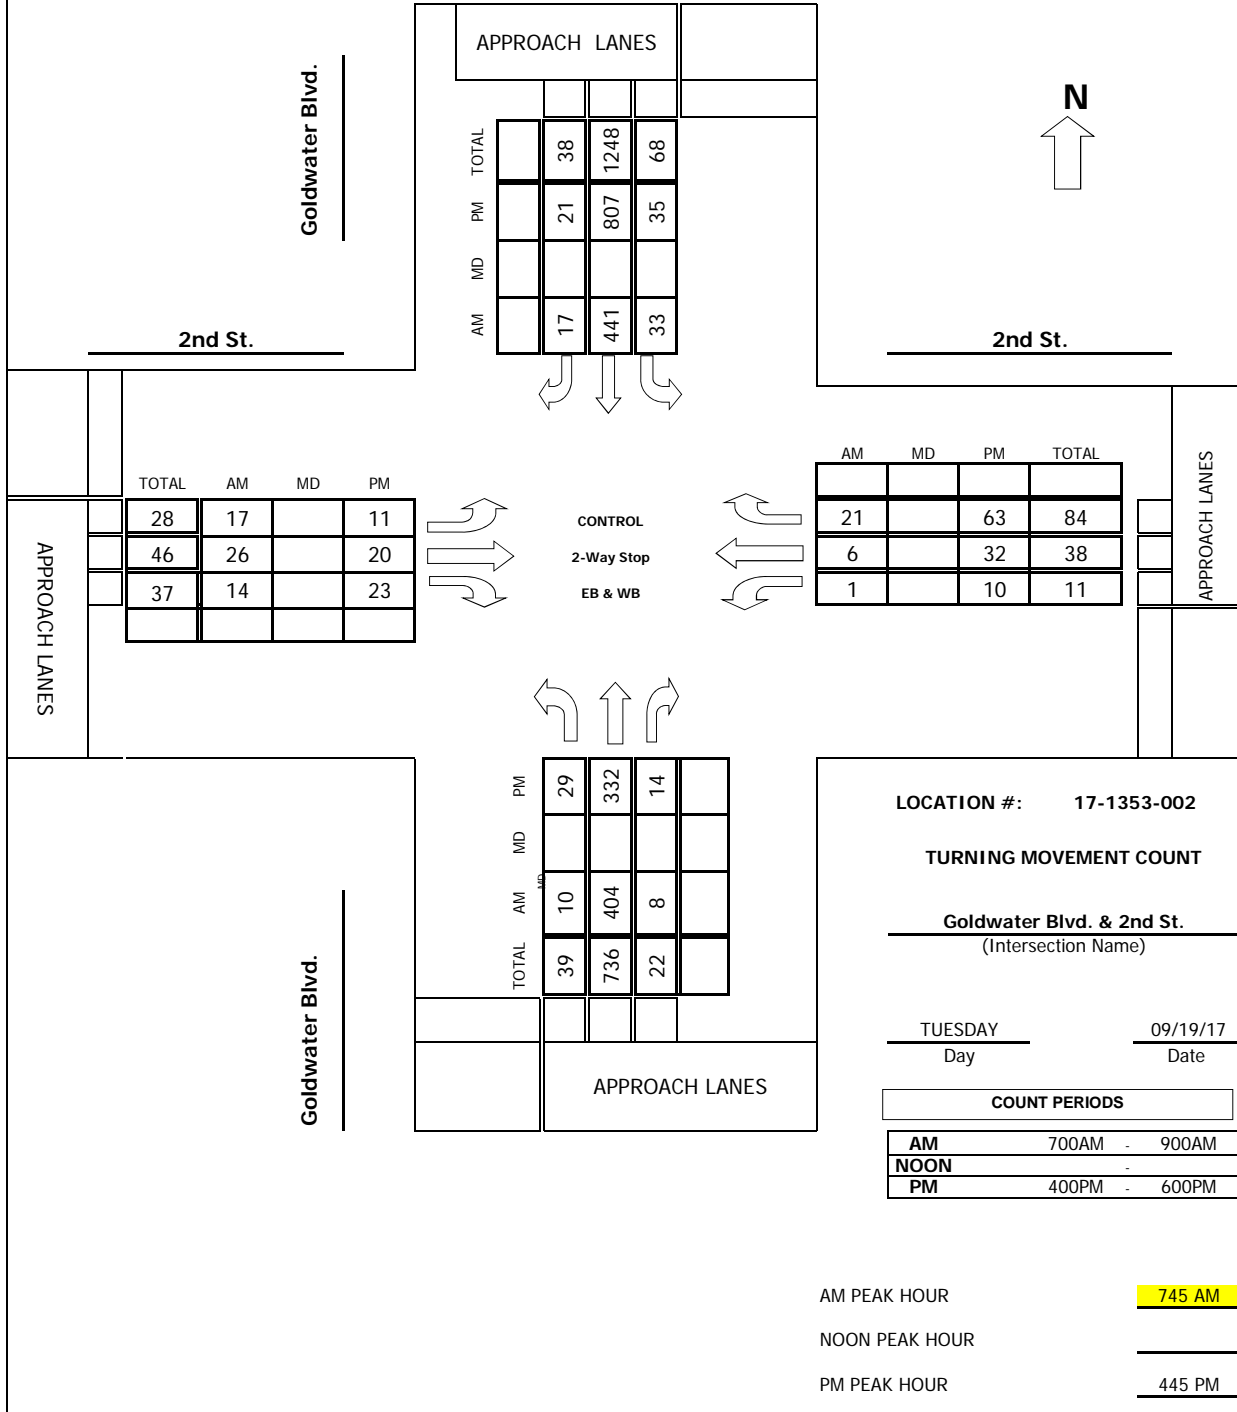 APPROACH LANES
Goldwater Blvd.
N
TOTAL 38 1248 68
PM 21 807 35
MD
AM 17 441 33
2nd St.
2nd St.
TOTAL AM MD PM
28 17 11
46 26 20
37 14 23
APPROACH LANES
CONTROL
2-Way Stop
EB & WB
AM MD PM TOTAL
21 63 84
6 32 38
1 10 11
APPROACH LANES
PM 29 332 14
MD
MD
AM 10 404 8
TOTAL 39 736 22
Goldwater Blvd.
APPROACH LANES
LOCATION #: 17-1353-002
TURNING MOVEMENT COUNT
Goldwater Blvd. & 2nd St.
(Intersection Name)
TUESDAY 09/19/17
Day Date
COUNT PERIODS
AM 700AM - 900AM
NOON -
PM 400PM - 600PM
AM PEAK HOUR 745 AM
NOON PEAK HOUR
PM PEAK HOUR 445 PM